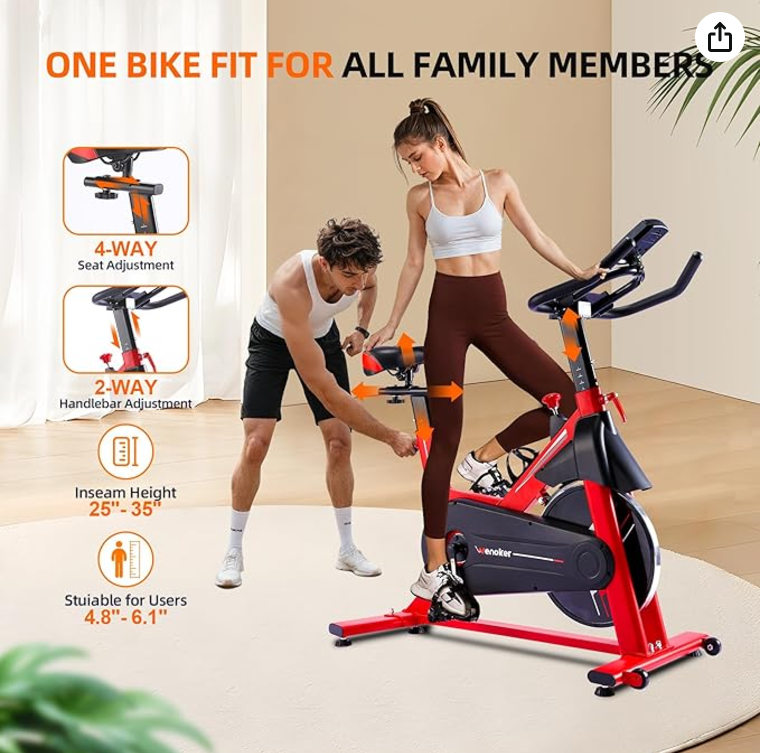 ONE BIKE FIT FOR ALL FAMILY MEMBERS
4-WAY
Seat Adjustment
2-WAY
Handlebar Adjustment
Inseam Height
25"- 35"
Stuiable for Users
4.8"- 6.1"
wenoker